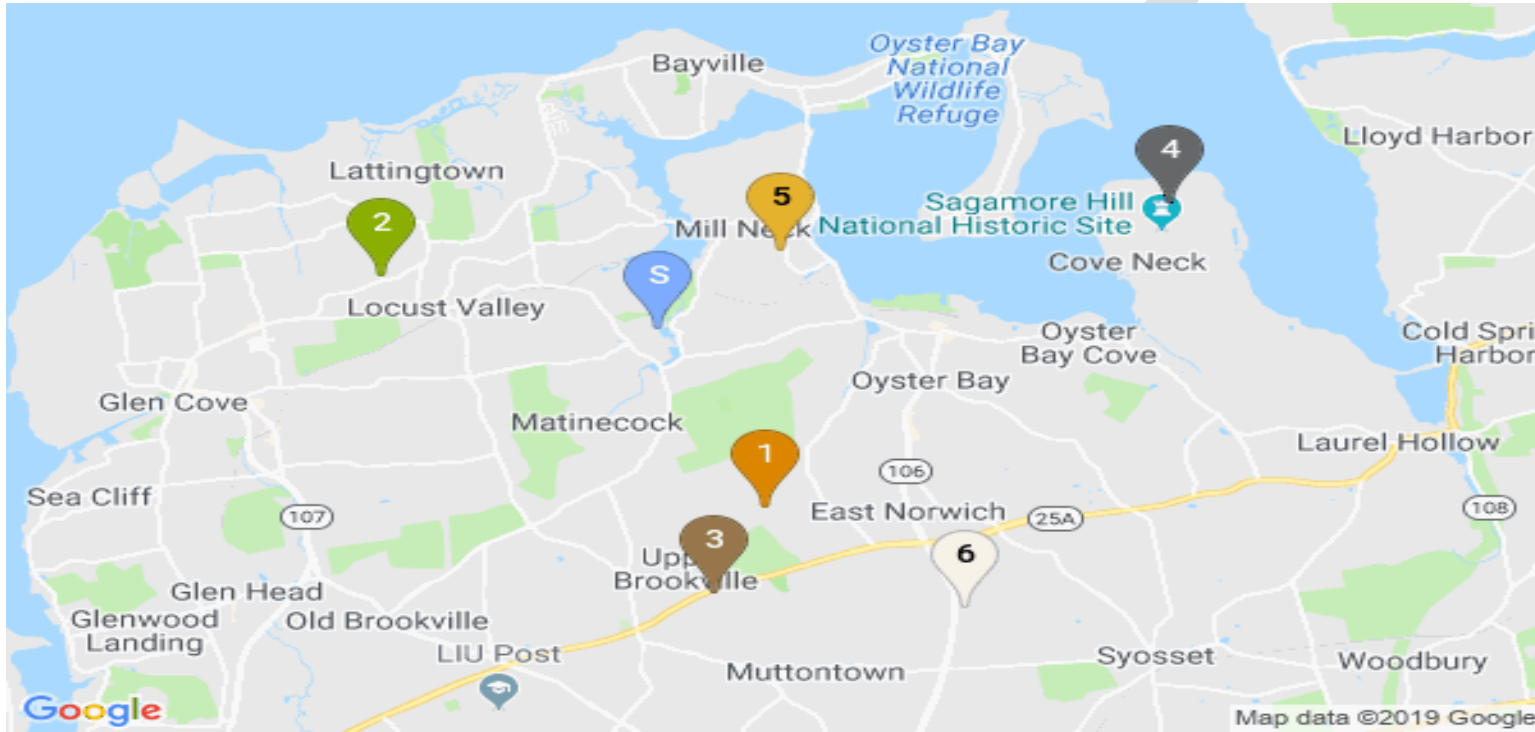 Bayville
Oyster Bay
National
Wildlife
Refuge
Lloyd Harbor
4
Lattingtown
5
Sagamore Hill
National Historic Site
2
Mill Neck
Cove Neck
S
Locust Valley
Oyster
Bay Cove
Cold Spri
Harbor
Oyster Bay
Glen Cove
Matinecock
Laurel Hollow
1
106
Sea Cliff
107
East Norwich
25A
108
3
6
Upp
Brookville
Glen Head
Glenwood
Landing
Old Brookville
LIU Post
Muttontown
Syosset
Woodbury
Google
Map data ©2019 Google